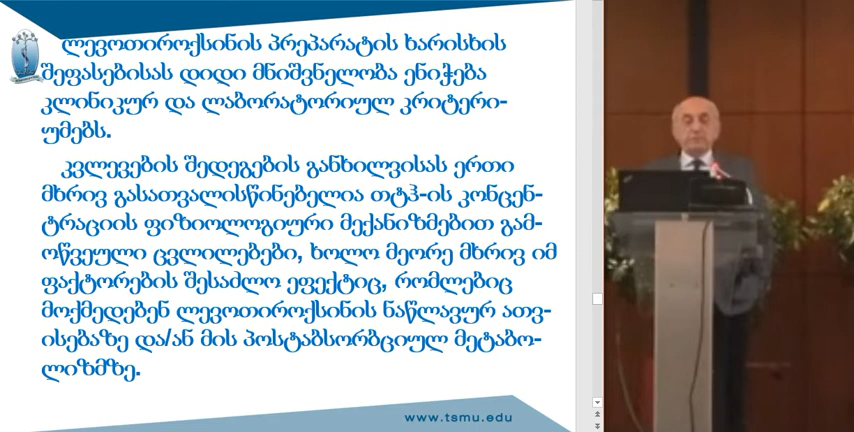 ლევოთიროქსინის პრეპარატის ხარისხის
შეფასებისას დიდი მნიშვნელობა ენიჭება
კლინიკურ და ლაბორატორიულ კრიტერი-
უმებს.
კვლევების შედეგების განხილვისას ერთი
მხრივ გასათვალისწინებელია თტჰ-ის კონცენ-
ტრაციის ფიზიოლოგიური მექანიზმებით გამ-
ოწვეული ცვლილებები, ხოლო მეორე მხრივ იმ
ფაქტორების შესაძლო ეფექტიც, რომლებიც
მოქმედებენ ლევოთიროქსინის ნაწლავურ ათვ-
ისებაზე და/ან მის პოსტაბსორბციულ მეტაბო-
ლიზმზე.
www.tsmu.edu